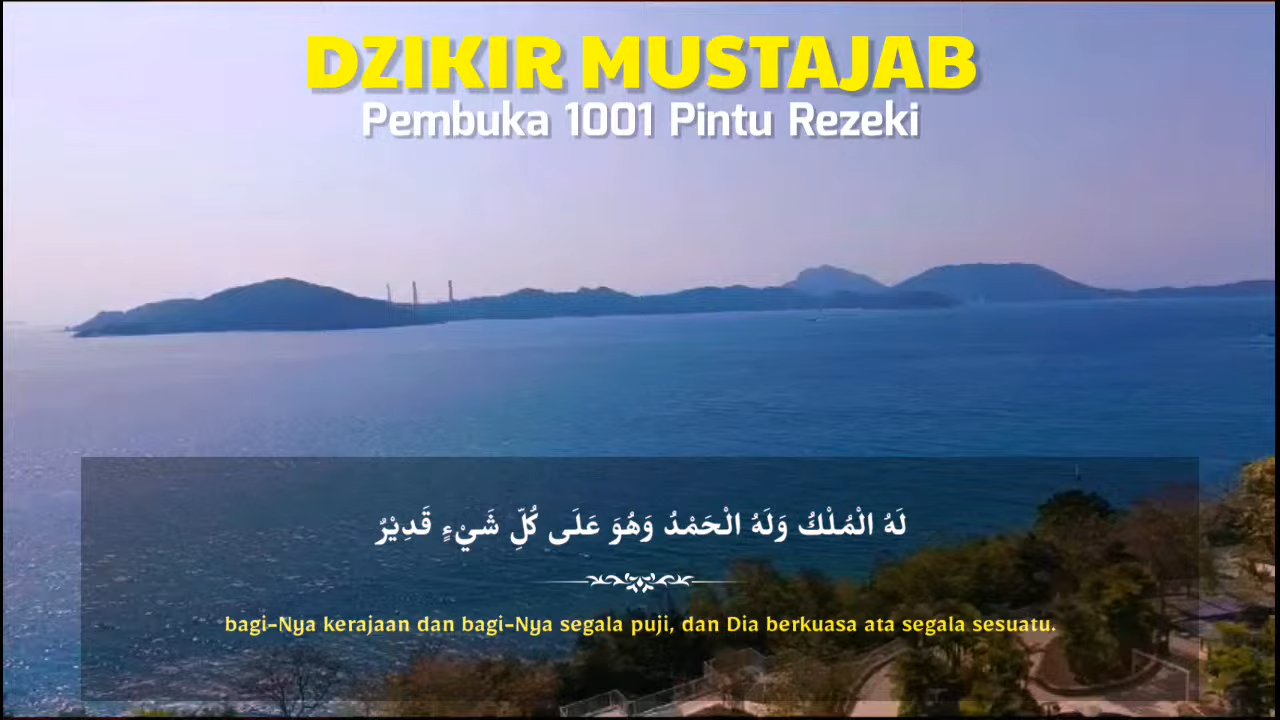 DZIKIR MUSTAJAB
Pembuka 1001 Pintu Rezeki
لَهُ الْمُلْكُ وَلَهُ الْحَمْدُ وَهُوَ عَلَى كُلِّ شَيْءٍ قَدِيْرٌ
bagi-Nya kerajaan dan bagi-Nya segala puji, dan Dia berkuasa ata segala sesuatu.